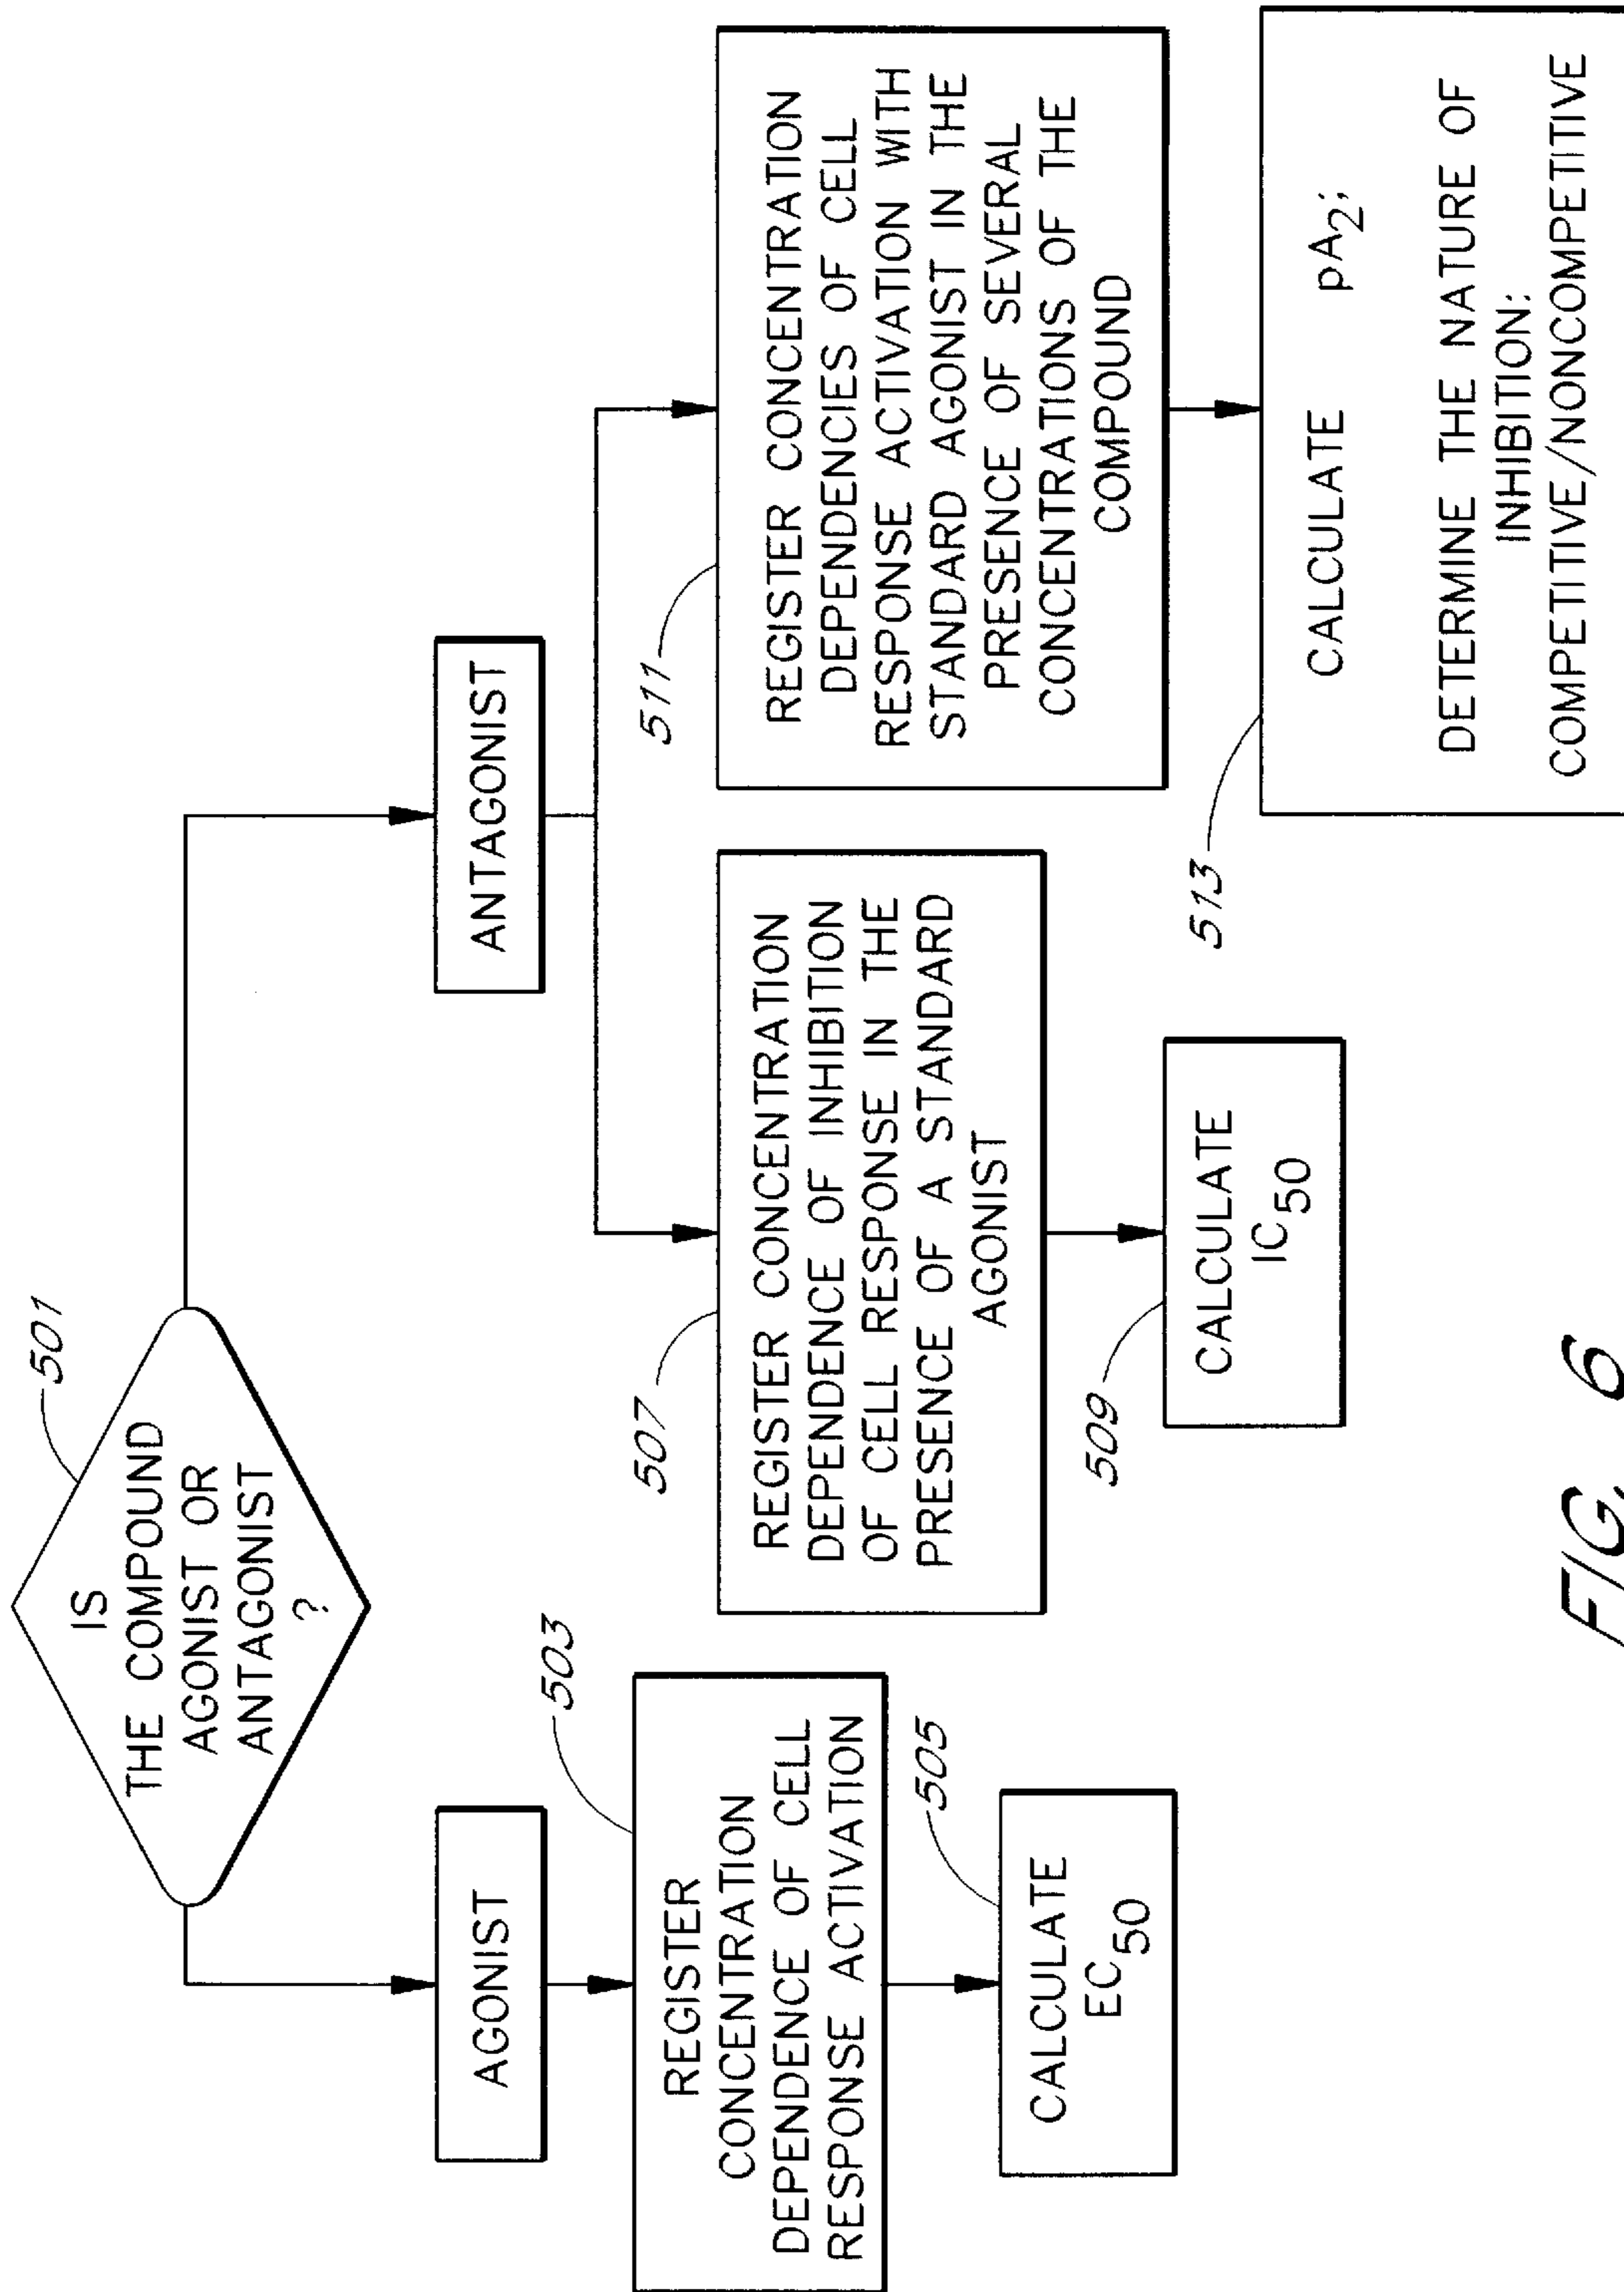 501
IS
THE COMPOUND
AGONIST OR
ANTAGONIST
?
AGONIST
503
REGISTER
CONCENTRATION
DEPENDENCE OF CELL
RESPONSE ACTIVATION
505
CALCULATE
EC50
ANTAGONIST
507
REGISTER CONCENTRATION
DEPENDENCE OF INHIBITION
OF CELL RESPONSE IN THE
PRESENCE OF A STANDARD
AGONIST
509
CALCULATE
IC50
511
REGISTER CONCENTRATION
DEPENDENCIES OF CELL
RESPONSE ACTIVATION WITH
STANDARD AGONIST IN THE
PRESENCE OF SEVERAL
CONCENTRATIONS OF THE
COMPOUND
513
CALCULATE pA2;
DETERMINE THE NATURE OF
INHIBITION:
COMPETITIVE/NONCOMPETITIVE
FIG. 6